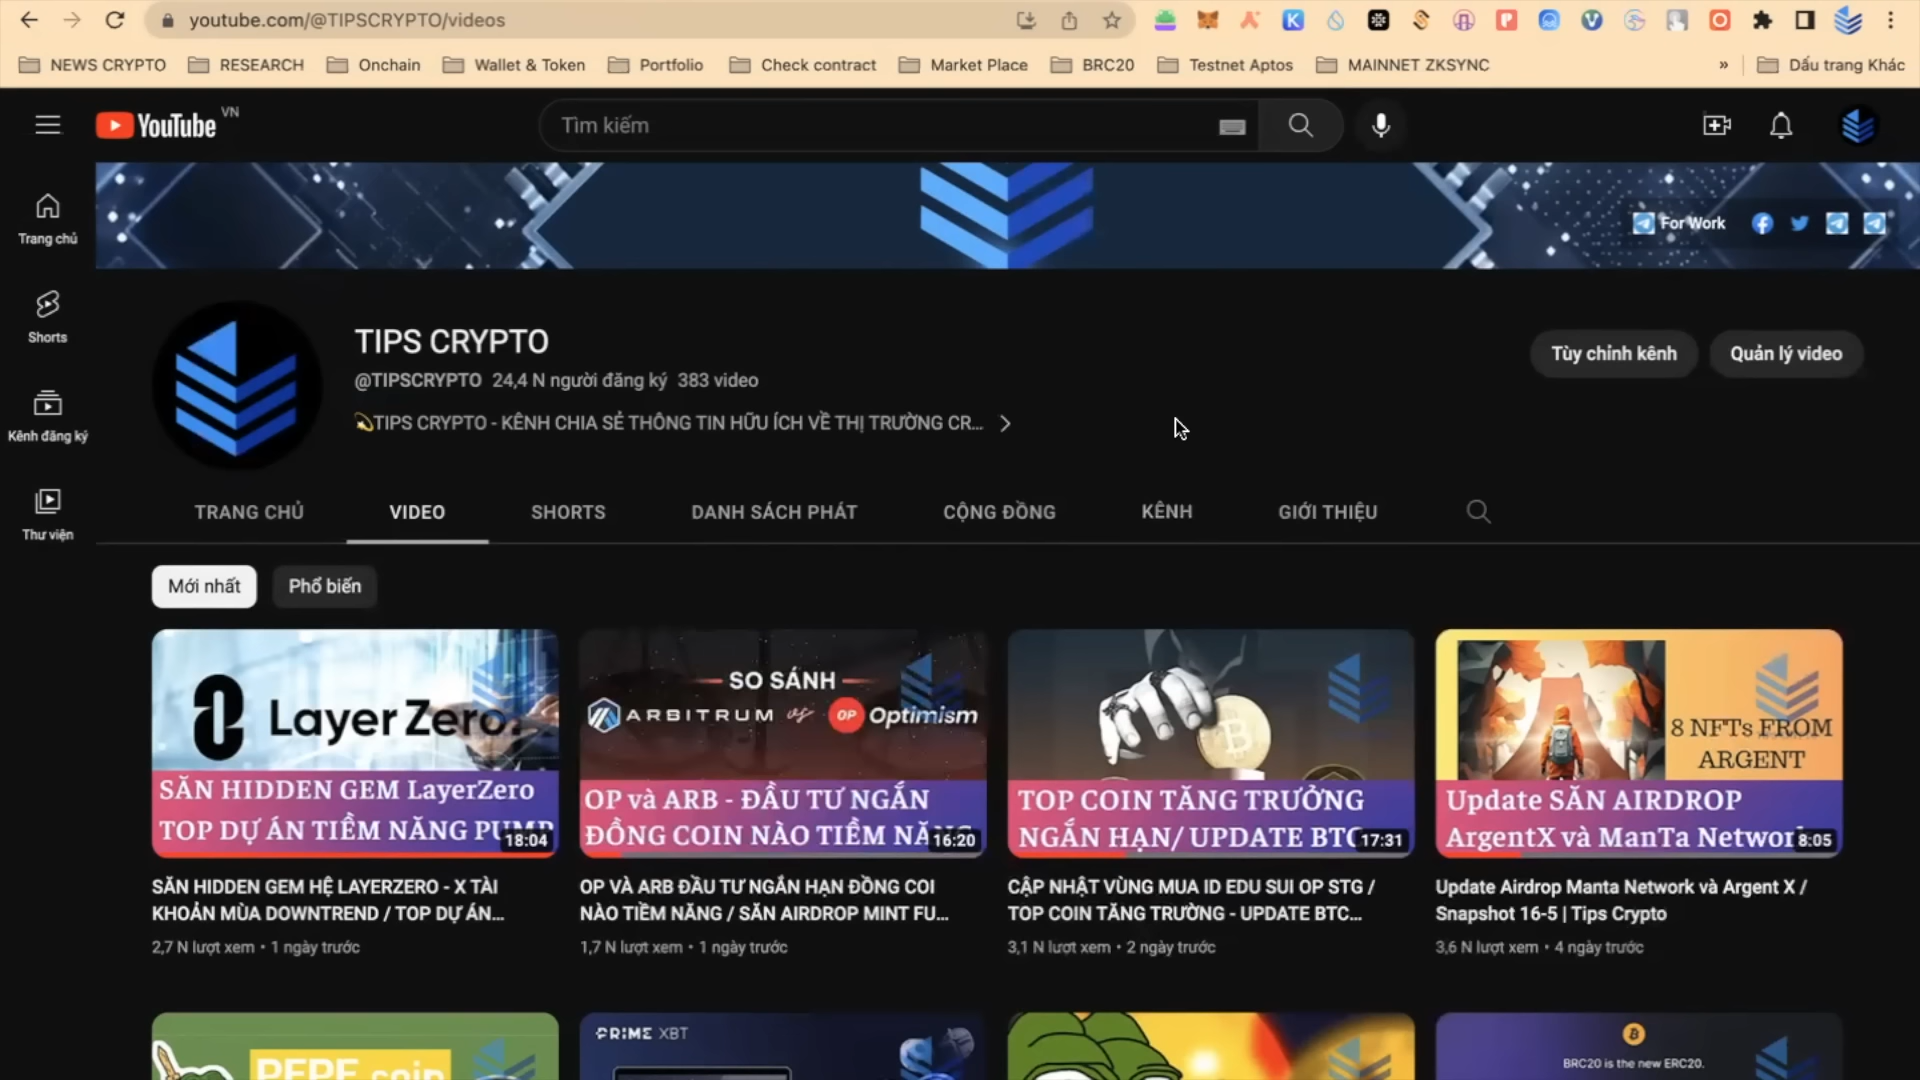 youtube.com/@TIPSCRYPTO/videos
NEWS CRYPTO
RESEARCH
Onchain
Wallet & Token
Portfolio
Check contract
Market Place
BRC20
Testnet Aptos
MAINNET ZKSYNC
»
Dấu trang Khác
YouTube VN
Tìm kiếm
Trang chủ
Shorts
Kênh đăng ký
Thư viện
For Work
TIPS CRYPTO
@TIPSCRYPTO 24,4 N người đăng ký 383 video
💫TIPS CRYPTO - KÊNH CHIA SẺ THÔNG TIN HỮU ÍCH VỀ THỊ TRƯỜNG CR...
Tùy chỉnh kênh
Quản lý video
TRANG CHỦ
VIDEO
SHORTS
DANH SÁCH PHÁT
CỘNG ĐỒNG
KÊNH
GIỚI THIỆU
Mới nhất
Phổ biến
LayerZero.
SĂN HIDDEN GEM LayerZero
TOP DỰ ÁN TIỀM NĂNG PUMP
18:04
SĂN HIDDEN GEM HỆ LAYERZERO - X TÀI
KHOẢN MÙA DOWNTREND / TOP DỰ ÁN...
2,7 N lượt xem • 1 ngày trước
SO SÁNH
ARBITRUM vs OP Optimism
OP và ARB - ĐẦU TƯ NGẮN
ĐỒNG COIN NÀO TIỀM NĂNG
16:20
OP VÀ ARB ĐẦU TƯ NGẮN HẠN ĐỒNG COI
NÀO TIỀM NĂNG / SĂN AIRDROP MINT FU...
1,7 N lượt xem • 1 ngày trước
TOP COIN TĂNG TRƯỞNG
NGẮN HẠN/ UPDATE BTC
17:31
CẬP NHẬT VÙNG MUA ID EDU SUI OP STG /
TOP COIN TĂNG TRƯỞNG - UPDATE BTC...
3,1 N lượt xem • 2 ngày trước
8 NFTs FROM
ARGENT
Update SĂN AIRDROP
ArgentX và ManTa Networ
8:05
Update Airdrop Manta Network và Argent X /
Snapshot 16-5 | Tips Crypto
3,6 N lượt xem • 4 ngày trước
PEPE coin
PRIME XBT
BRC20 is the new ERC20.